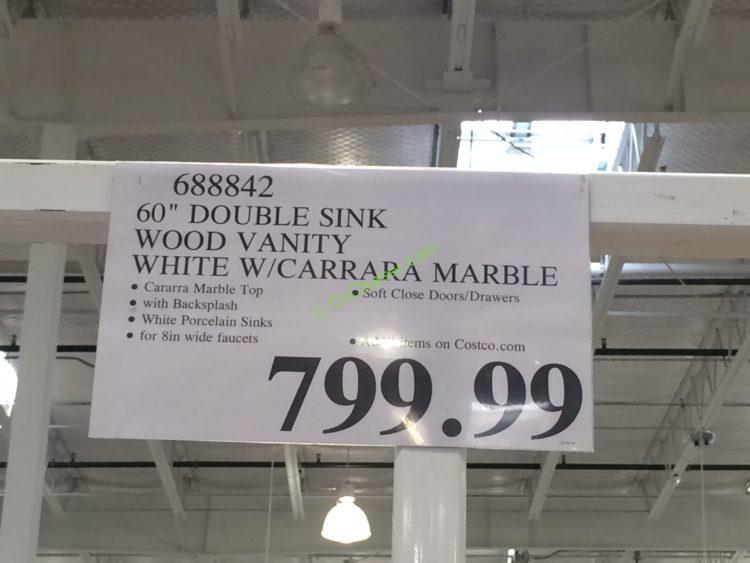 688842
60" DOUBLE SINK
WOOD VANITY
WHITE W/CARRARA MARBLE
• Cararra Marble Top
• with Backsplash
• White Porcelain Sinks
• for 8in wide faucets
• Soft Close Doors/Drawers
• Items on Costco.com
799.99